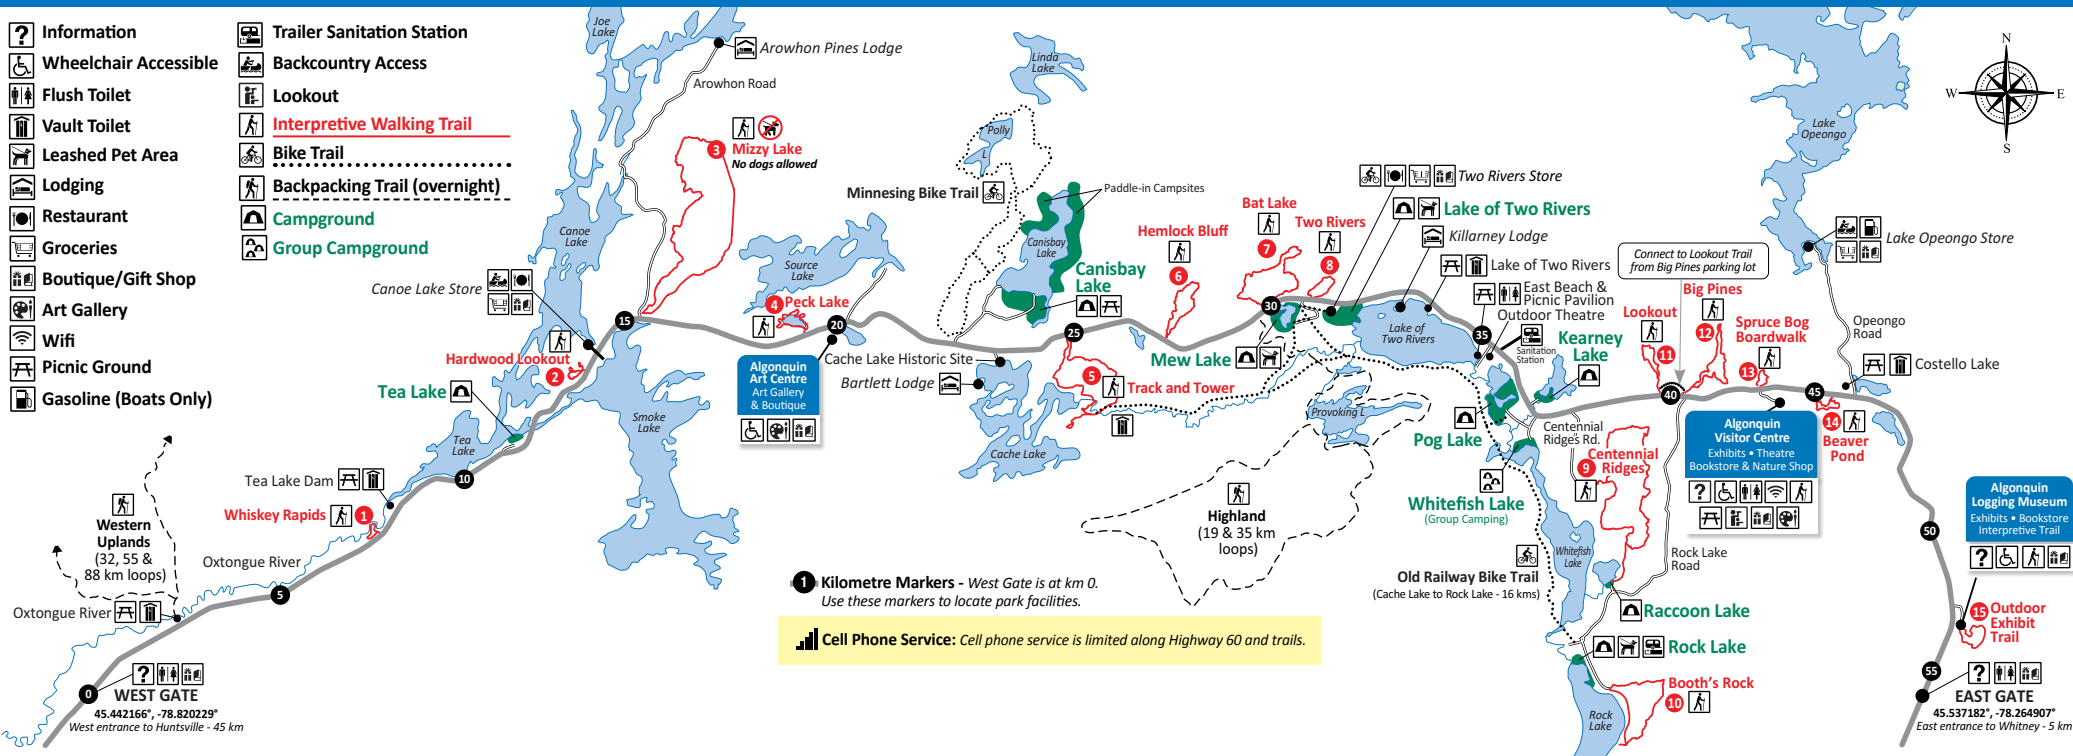 Information
Wheelchair Accessible
Flush Toilet
Vault Toilet
Leashed Pet Area
Lodging
Restaurant
Groceries
Boutique/Gift Shop
Art Gallery
Wifi
Picnic Ground
Gasoline (Boats Only)
Trailer Sanitation Station
Backcountry Access
Lookout
Interpretive Walking Trail
Bike Trail
Backpacking Trail (overnight)
Campground
Group Campground
Joe
Lake
Arowhon Pines Lodge
Arowhon Road
3
Mizzy Lake
No dogs allowed
Canoe
Lake
Canoe Lake Store
15
Hardwood Lookout
2
Tea Lake
Tea
Lake
10
Smoke
Lake
Tea Lake Dam
Whiskey Rapids
1
Western
Uplands
(32, 55 &
88 km loops)
Oxtongue River
Oxtongue River
5
0
WEST GATE
45.442166°, -78.820229°
West entrance to Huntsville - 45 km
Source
Lake
4
Peck Lake
20
Algonquin
Art Centre
Art Gallery
& Boutique
Cache Lake Historic Site
Bartlett Lodge
Cache Lake
Linda
Lake
Polly
L
Minnesing Bike Trail
Paddle-in Campsites
Canisbay
Lake
Canisbay
Lake
25
5
Track and Tower
Hemlock Bluff
6
Bat Lake
7
Two Rivers
8
30
Mew Lake
Two Rivers Store
Lake of Two Rivers
Killarney Lodge
Lake of Two Rivers
East Beach &
Picnic Pavilion
Outdoor Theatre
Lake of
Two Rivers
35
Sanitation
Station
Kearney
Lake
Provoking L
Pog Lake
Highland
(19 & 35 km
loops)
Whitefish Lake
(Group Camping)
Centennial
Ridges Rd.
9
Centennial
Ridges
Whitefish
Lake
Old Railway Bike Trail
(Cache Lake to Rock Lake - 16 kms)
Rock Lake
Road
Raccoon Lake
Rock Lake
Booth's Rock
10
Rock
Lake
1
Kilometre Markers - West Gate is at km 0.
Use these markers to locate park facilities.
Cell Phone Service: Cell phone service is limited along Highway 60 and trails.
Connect to Lookout Trail
from Big Pines parking lot
Lookout
11
Big Pines
12
Spruce Bog
Boardwalk
13
40
45
Algonquin
Visitor Centre
Exhibits • Theatre
Bookstore & Nature Shop
14
Beaver
Pond
Lake
Opeongo
Lake Opeongo Store
Opeongo
Road
Costello Lake
N
W
E
S
50
Algonquin
Logging Museum
Exhibits • Bookstore
Interpretive Trail
15
Outdoor
Exhibit
Trail
55
EAST GATE
45.537182°, -78.264907°
East entrance to Whitney - 5 km